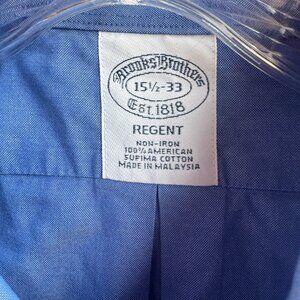 Brooks Brothers
15½-33
Est. 1818
REGENT
NON-IRON
100% AMERICAN
SUPIMA COTTON
MADE IN MALAYSIA